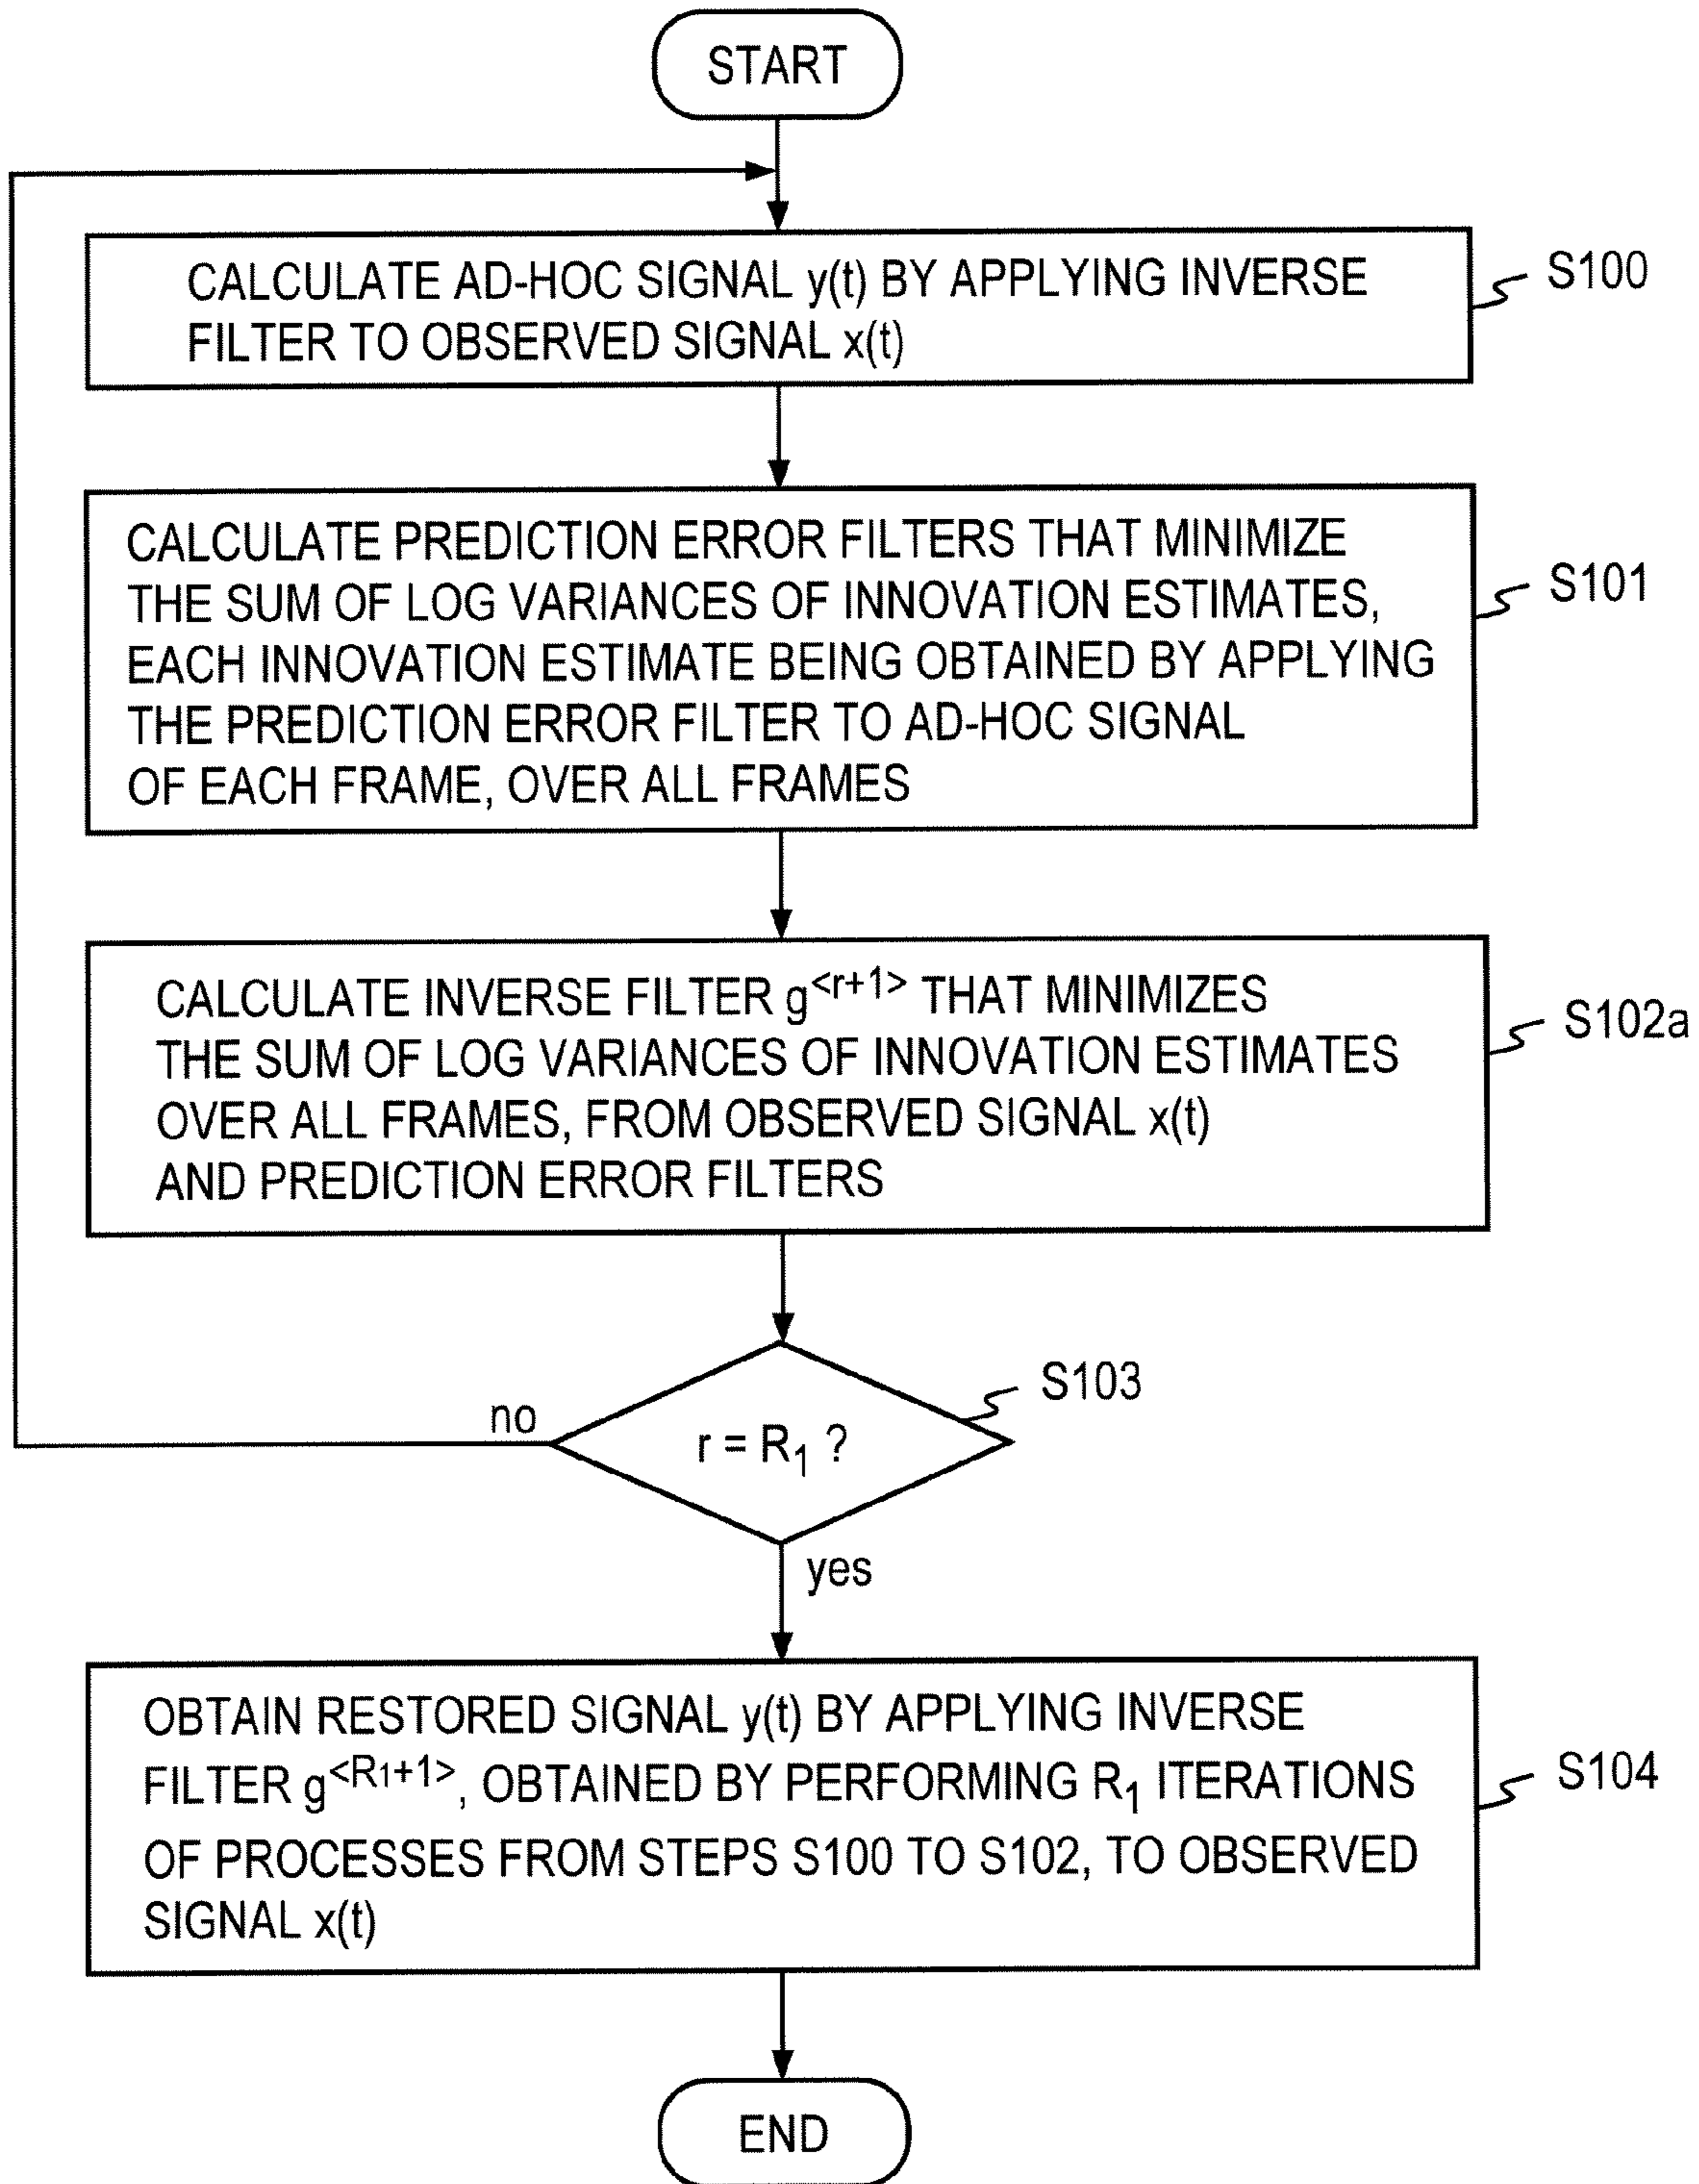 START
CALCULATE AD-HOC SIGNAL y(t) BY APPLYING INVERSE
FILTER TO OBSERVED SIGNAL x(t)
S100
CALCULATE PREDICTION ERROR FILTERS THAT MINIMIZE
THE SUM OF LOG VARIANCES OF INNOVATION ESTIMATES,
EACH INNOVATION ESTIMATE BEING OBTAINED BY APPLYING
THE PREDICTION ERROR FILTER TO AD-HOC SIGNAL
OF EACH FRAME, OVER ALL FRAMES
S101
CALCULATE INVERSE FILTER g<r+1> THAT MINIMIZES
THE SUM OF LOG VARIANCES OF INNOVATION ESTIMATES
OVER ALL FRAMES, FROM OBSERVED SIGNAL x(t)
AND PREDICTION ERROR FILTERS
S102a
S103
no
r = R1 ?
yes
OBTAIN RESTORED SIGNAL y(t) BY APPLYING INVERSE
FILTER g<R1+1>, OBTAINED BY PERFORMING R1 ITERATIONS
OF PROCESSES FROM STEPS S100 TO S102, TO OBSERVED
SIGNAL x(t)
S104
END